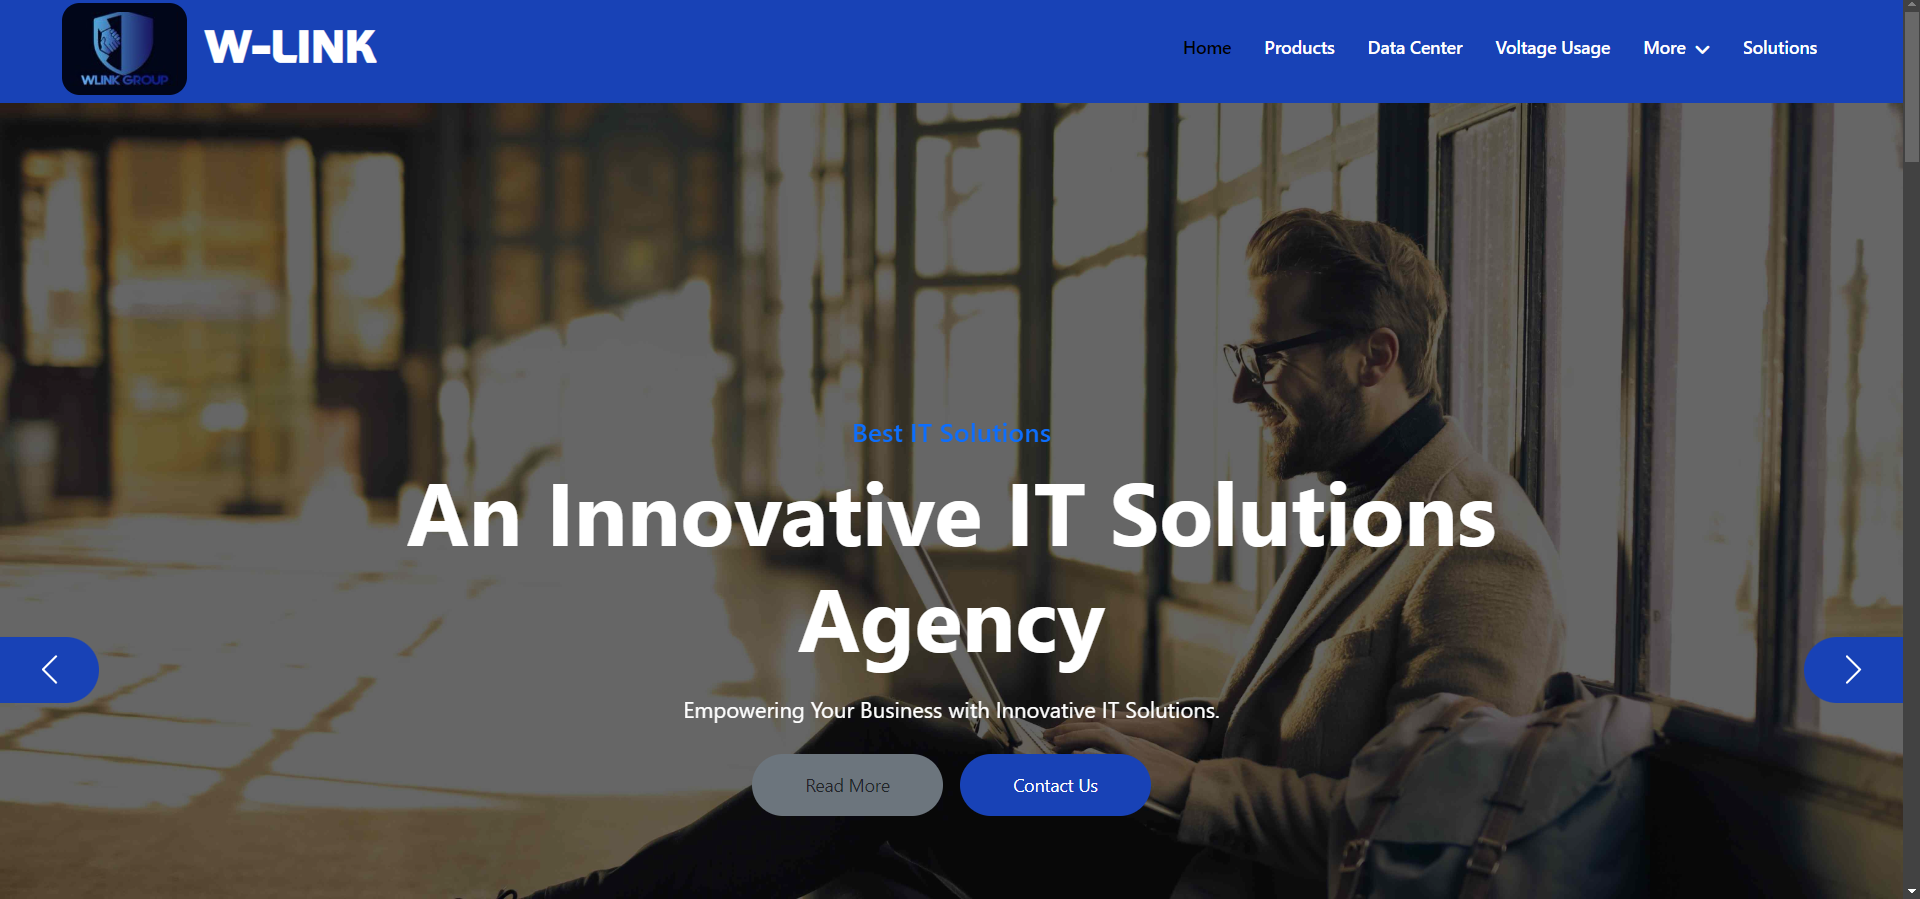 WLINK GROUP
W-LINK
Home Products Data Center Voltage Usage More Solutions
Best IT Solutions
An Innovative IT Solutions
Agency
Empowering Your Business with Innovative IT Solutions.
Read More Contact Us